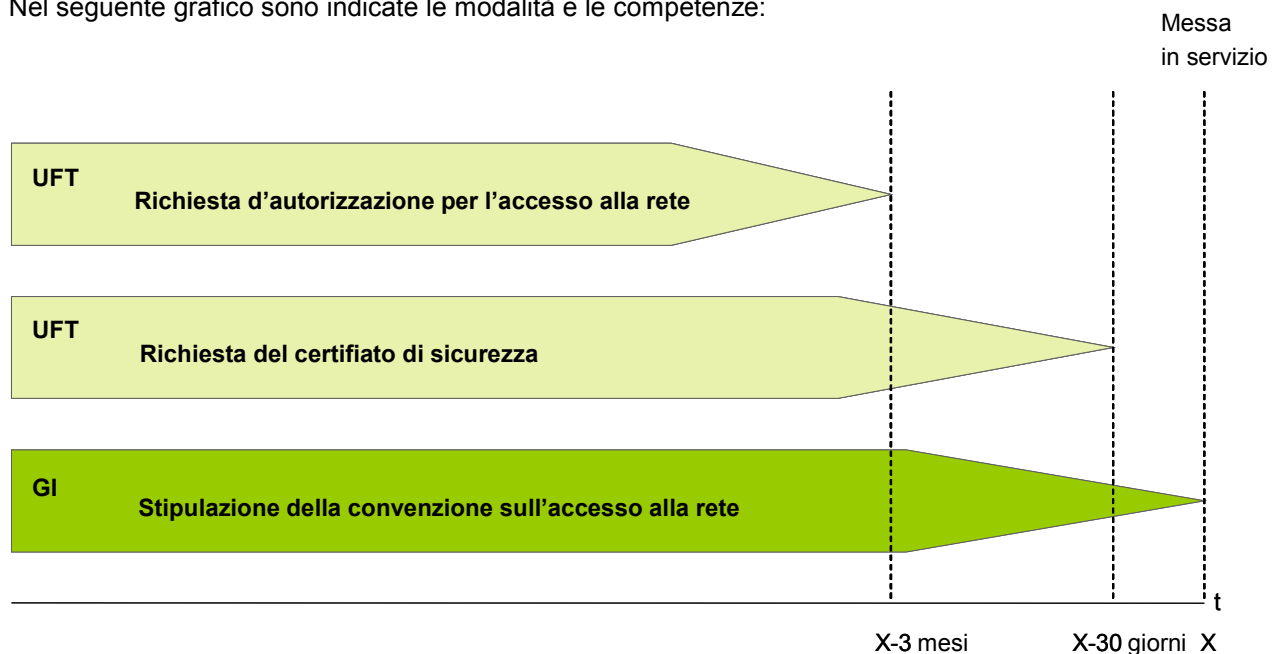 Nel seguente grafico sono indicate le modalità e le competenze:
Messa
in servizio
UFT
Richiesta d'autorizzazione per l'accesso alla rete
UFT
Richiesta del certifiato di sicurezza
GI
Stipulazione della convenzione sull'accesso alla rete
t
X-3 mesi X-30 giorni X